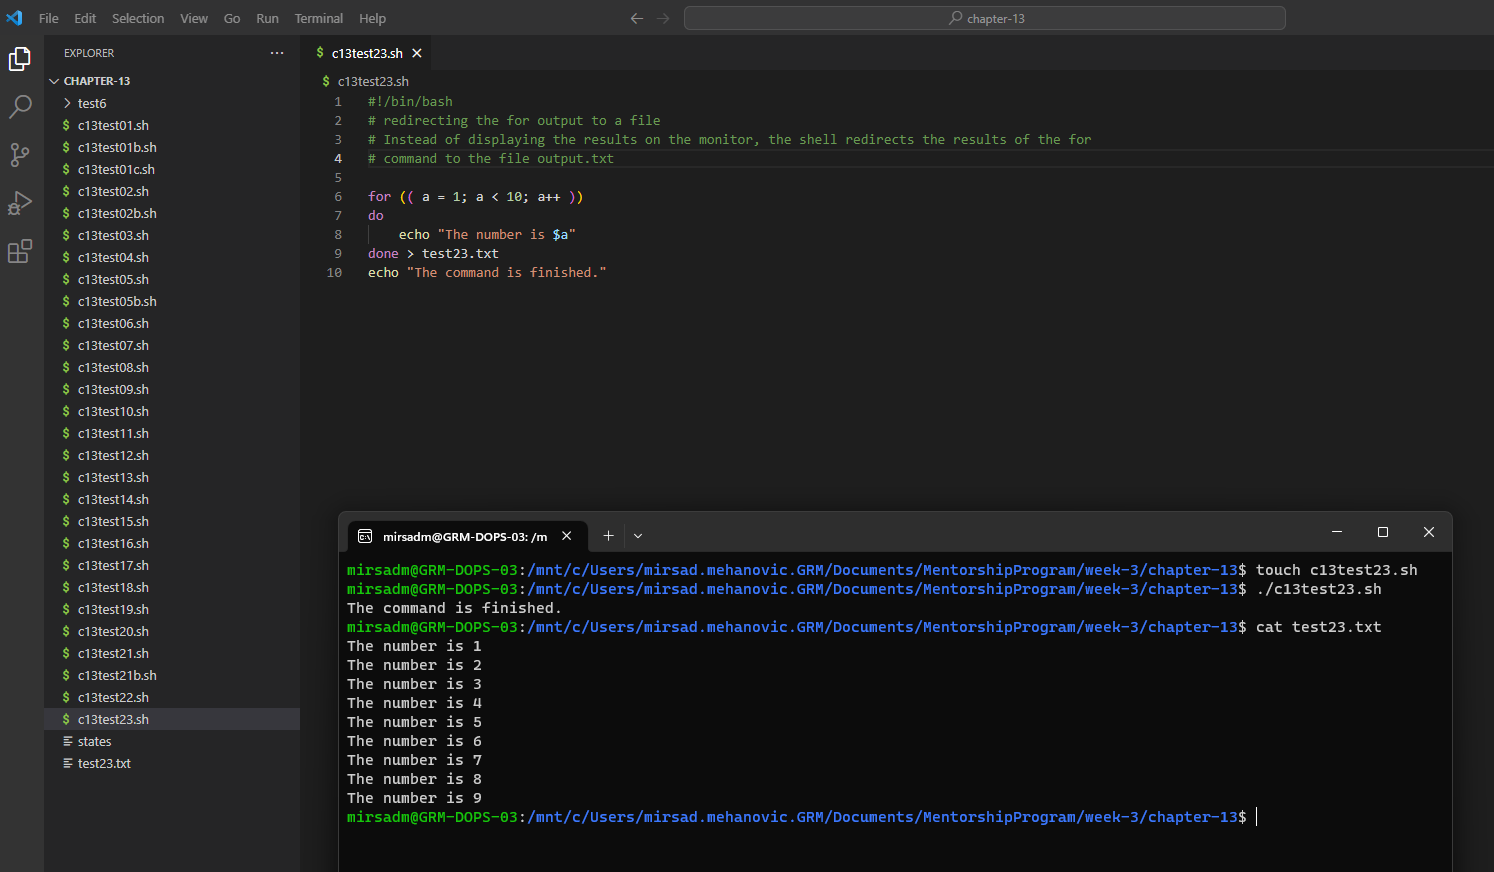 File Edit Selection View Go Run Terminal Help
chapter-13
EXPLORER
CHAPTER-13
test6
$ c13test01.sh
$ c13test01b.sh
$ c13test01c.sh
$ c13test02.sh
$ c13test02b.sh
$ c13test03.sh
$ c13test04.sh
$ c13test05.sh
$ c13test05b.sh
$ c13test06.sh
$ c13test07.sh
$ c13test08.sh
$ c13test09.sh
$ c13test10.sh
$ c13test11.sh
$ c13test12.sh
$ c13test13.sh
$ c13test14.sh
$ c13test15.sh
$ c13test16.sh
$ c13test17.sh
$ c13test18.sh
$ c13test19.sh
$ c13test20.sh
$ c13test21.sh
$ c13test21b.sh
$ c13test22.sh
$ c13test23.sh
states
test23.txt
$ c13test23.sh
$ c13test23.sh
1 #!/bin/bash
2 # redirecting the for output to a file
3 # Instead of displaying the results on the monitor, the shell redirects the results of the for
4 # command to the file output.txt
5
6 for (( a = 1; a < 10; a++ ))
7 do
8 echo "The number is $a"
9 done > test23.txt
10 echo "The command is finished."
mirsadm@GRM-DOPS-03: /m
mirsadm@GRM-DOPS-03:/mnt/c/Users/mirsad.mehanovic.GRM/Documents/MentorshipProgram/week-3/chapter-13$ touch c13test23.sh
mirsadm@GRM-DOPS-03:/mnt/c/Users/mirsad.mehanovic.GRM/Documents/MentorshipProgram/week-3/chapter-13$ ./c13test23.sh
The command is finished.
mirsadm@GRM-DOPS-03:/mnt/c/Users/mirsad.mehanovic.GRM/Documents/MentorshipProgram/week-3/chapter-13$ cat test23.txt
The number is 1
The number is 2
The number is 3
The number is 4
The number is 5
The number is 6
The number is 7
The number is 8
The number is 9
mirsadm@GRM-DOPS-03:/mnt/c/Users/mirsad.mehanovic.GRM/Documents/MentorshipProgram/week-3/chapter-13$